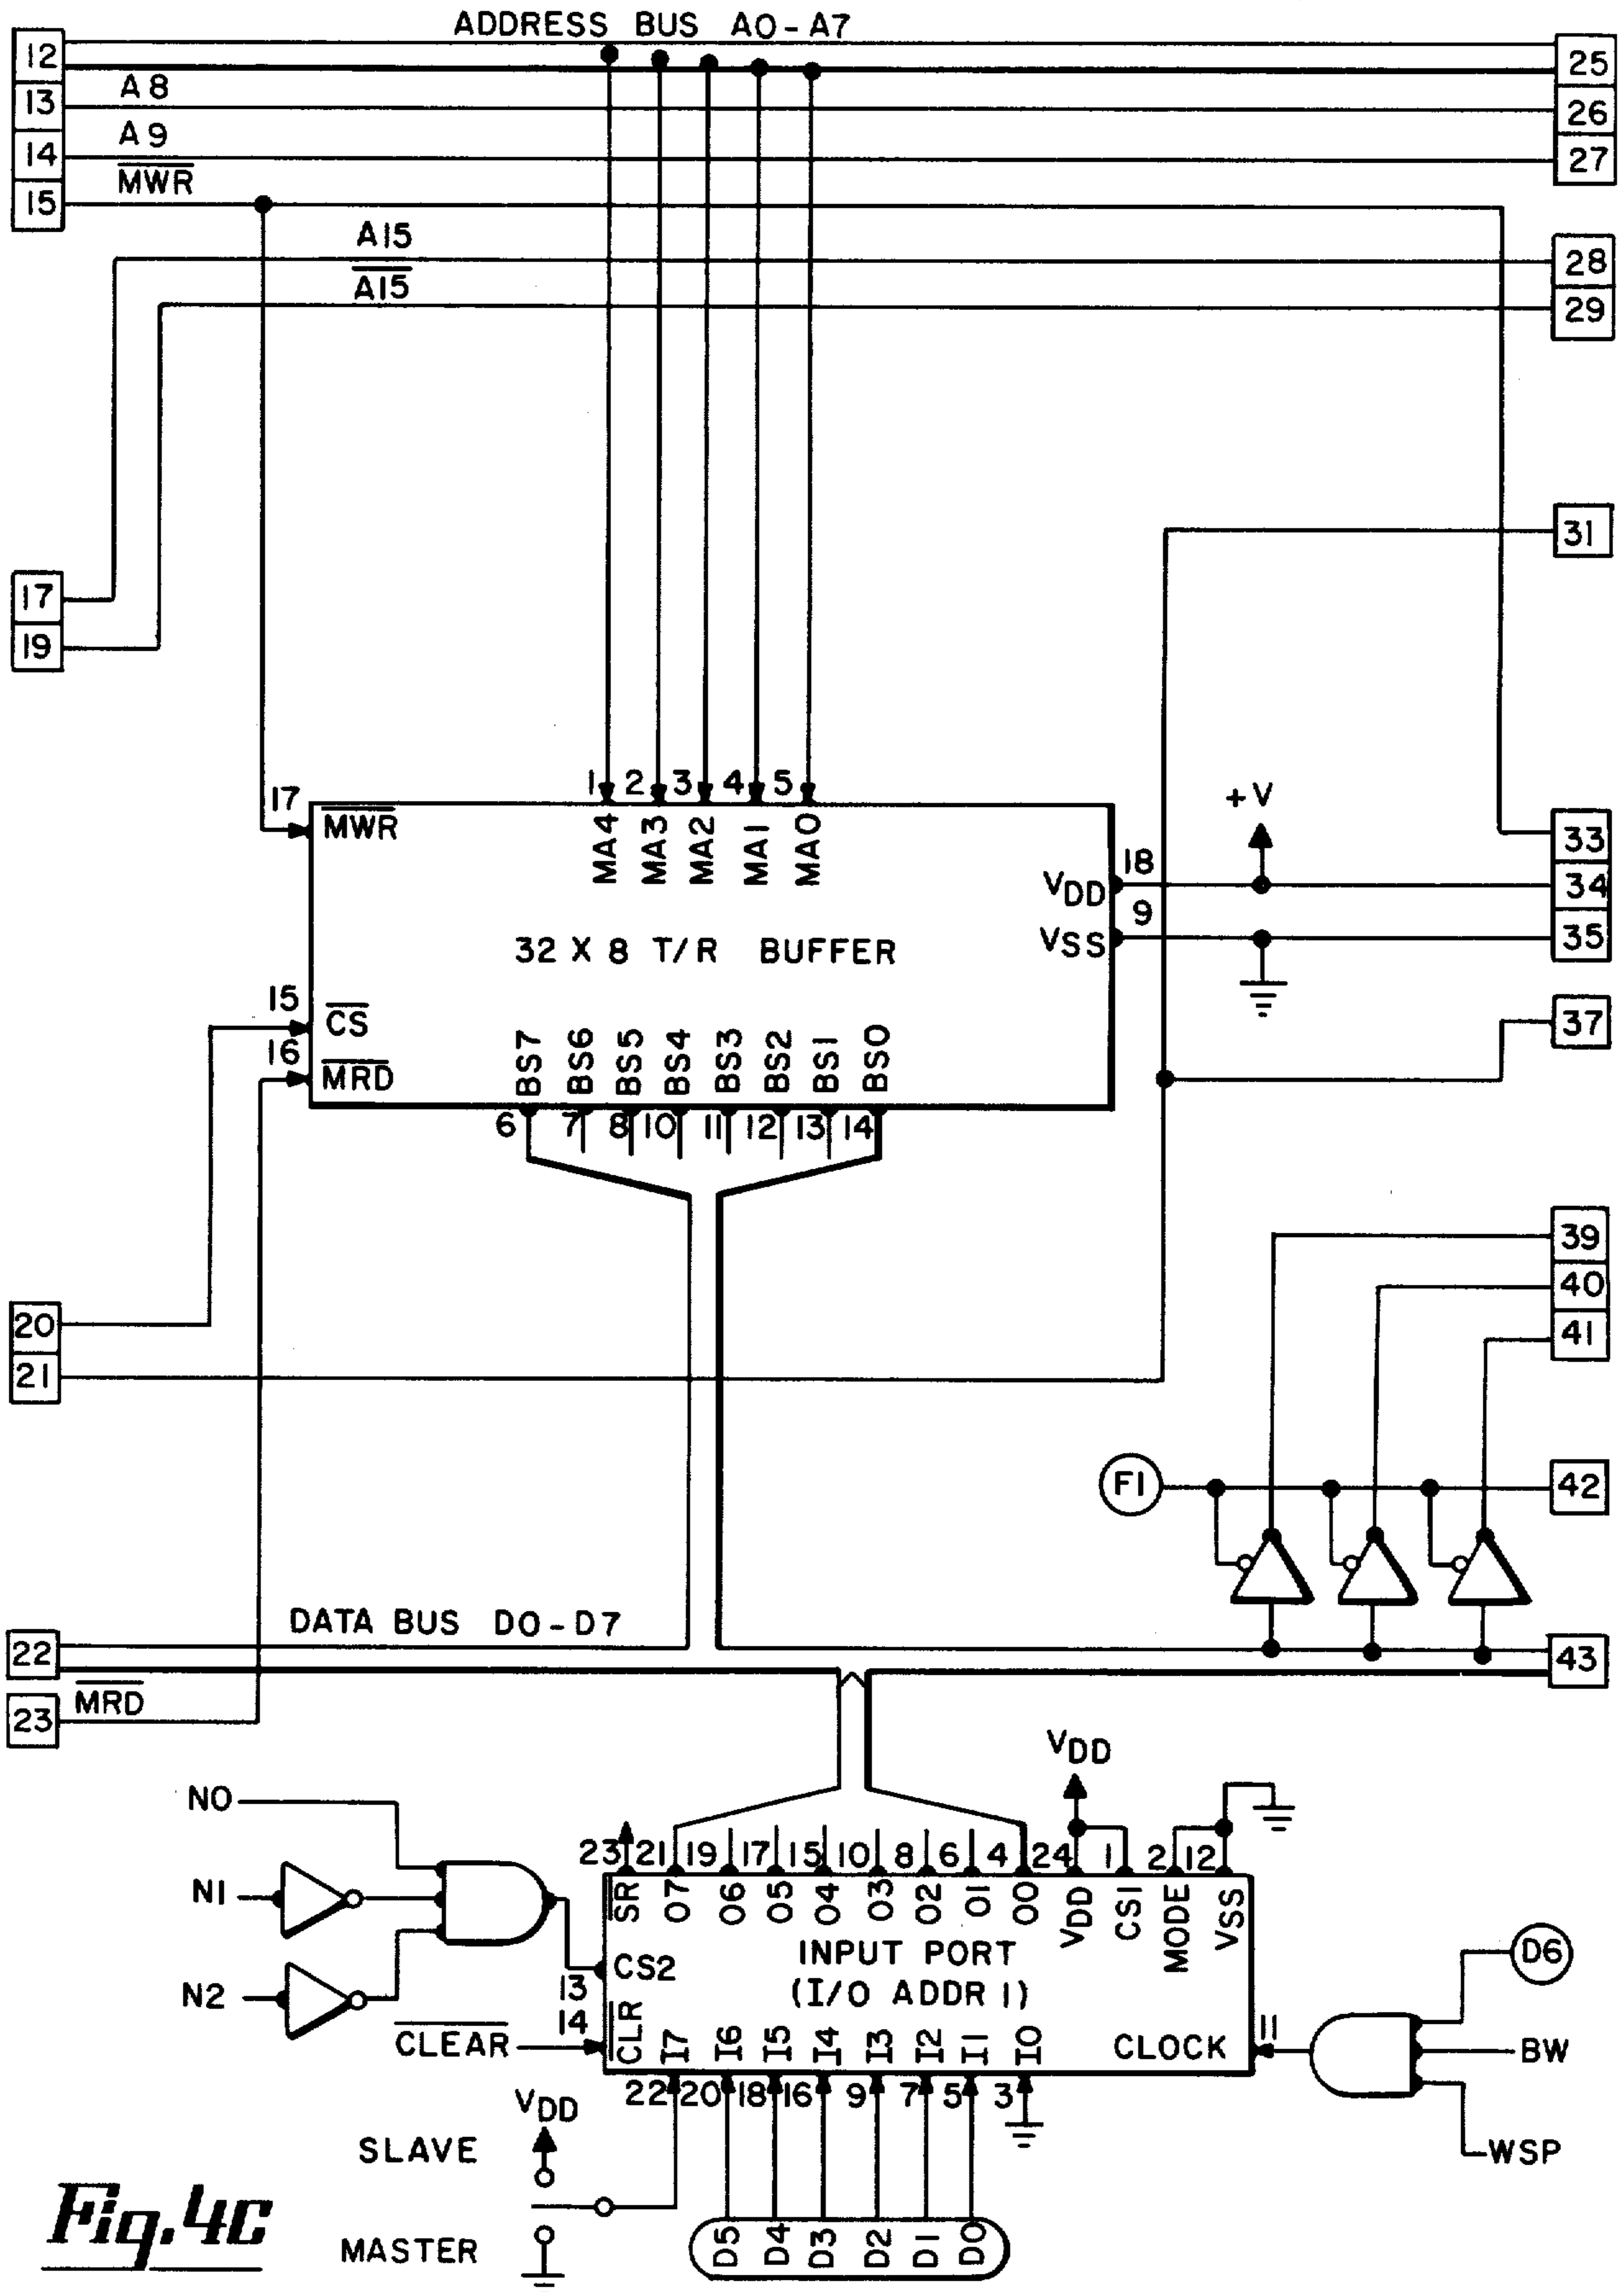 ADDRESS BUS A0-A7
12
25
A8
13
26
A9
14
27
MWR
15
A15
28
A15
29
31
17
19
1 2 3 4 5
17
MWR
MA4 MA3 MA2 MA1 MA0
+V
33
18
VDD
34
9
VSS
35
32 X 8 T/R BUFFER
15
CS
37
16
MRD
BS7 BS6 BS5 BS4 BS3 BS2 BS1 BS0
6 7 8 10 11 12 13 14
39
40
20
41
21
F1
42
DATA BUS D0-D7
22
43
MRD
23
VDD
N0
23 21 19 17 15 10 8 6 4 24 1 2 12
N1
SR O7 O6 O5 O4 O3 O2 O1 O0 VDD CS1 MODE VSS
INPUT PORT
D6
CS2
13
(I/O ADDR 1)
N2
14
CLEAR
CLR I7 I6 I5 I4 I3 I2 I1 I0
CLOCK
11
BW
22 20 18 16 9 7 5 3
VDD
SLAVE
WSP
MASTER
D5 D4 D3 D2 D1 D0
Fig. 4C